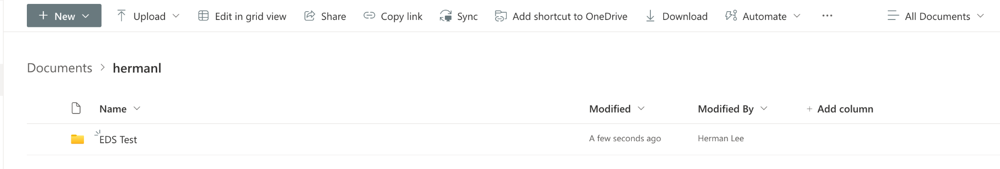 New Upload Edit in grid view Share Copy link Sync Add shortcut to OneDrive Download Automate ... All Documents
Documents > hermanl
Name Modified Modified By + Add column
EDS Test A few seconds ago Herman Lee